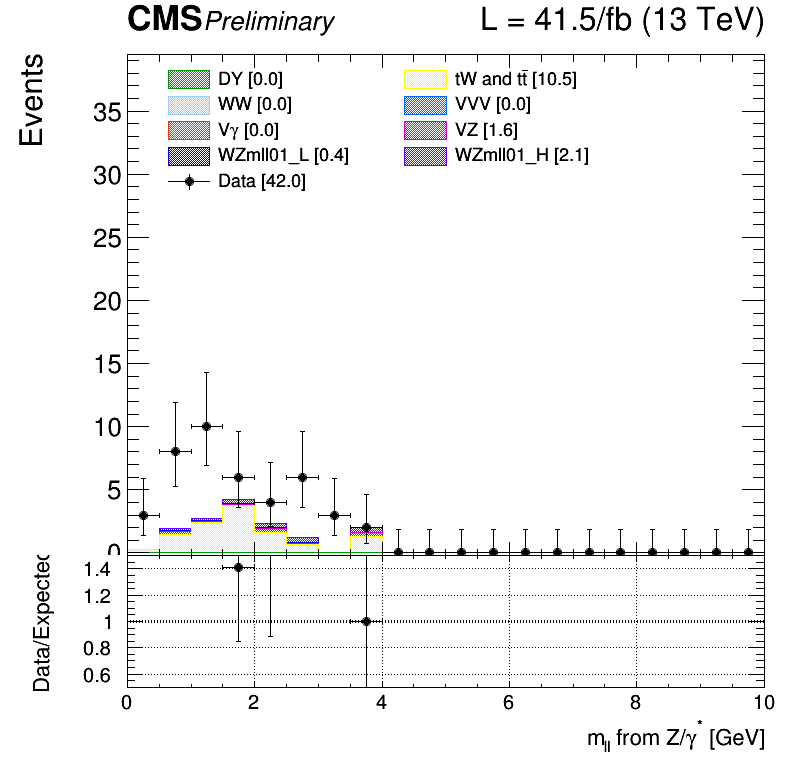 CMS Preliminary L = 41.5/fb (13 TeV)
Events
DY [0.0] tW and tt̄ [10.5]
WW [0.0] VVV [0.0]
Vγ [0.0] VZ [1.6]
WZmll01_L [0.4] WZmll01_H [2.1]
Data [42.0]
35
30
25
20
15
10
5
0
Data/Expected
1.4
1.2
1
0.8
0.6
0 2 4 6 8 10
m_ll from Z/γ* [GeV]